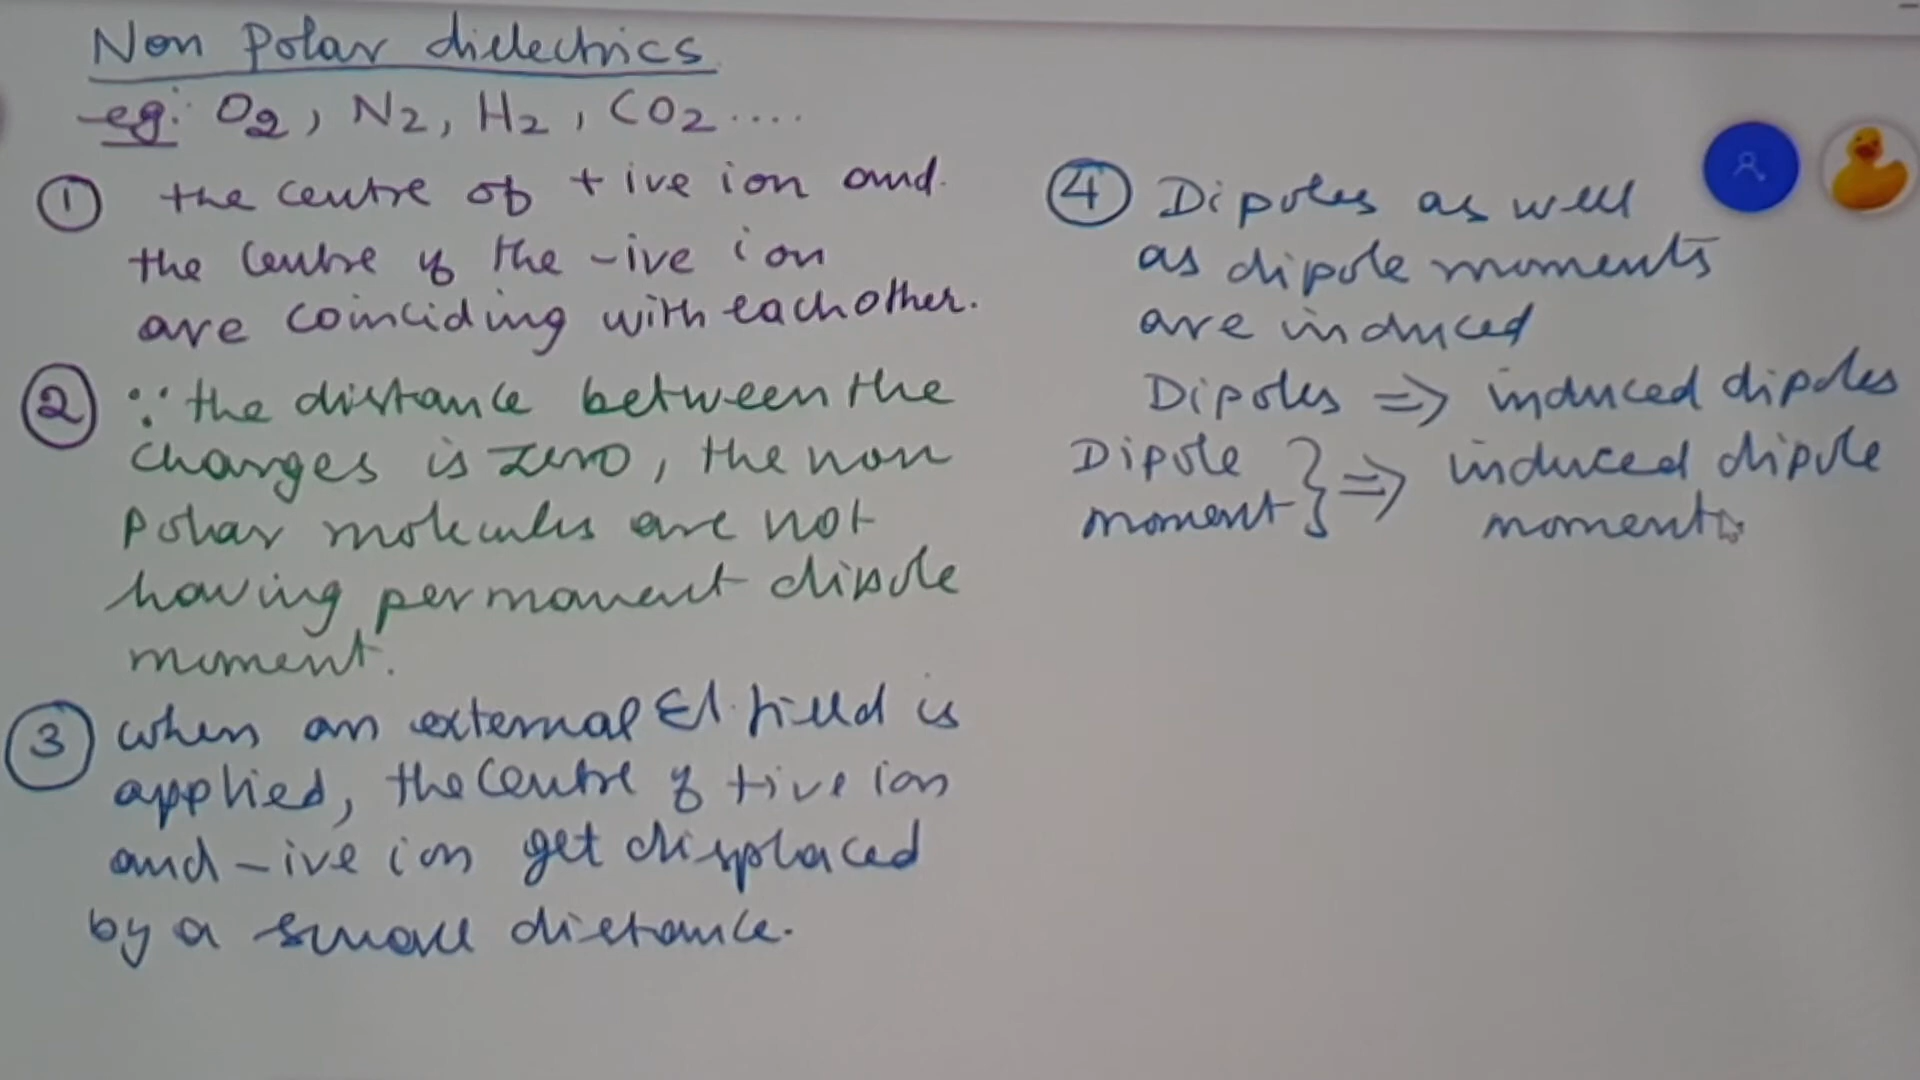 Non Polar dielectrics
eg: O2, N2, H2, CO2....
① the centre of +ive ion and
the centre of the -ive ion
are coinciding with each other.
② ∵ the distance between the
charges is zero, the non
polar molecules are not
having permanent dipole
moment.
③ when an external El. field is
applied, the centre of +ive ion
and -ive ion get displaced
by a small distance.
④ Dipoles as well
as dipole moments
are induced
Dipoles => induced dipoles
Dipole } => induced dipole
moment moment